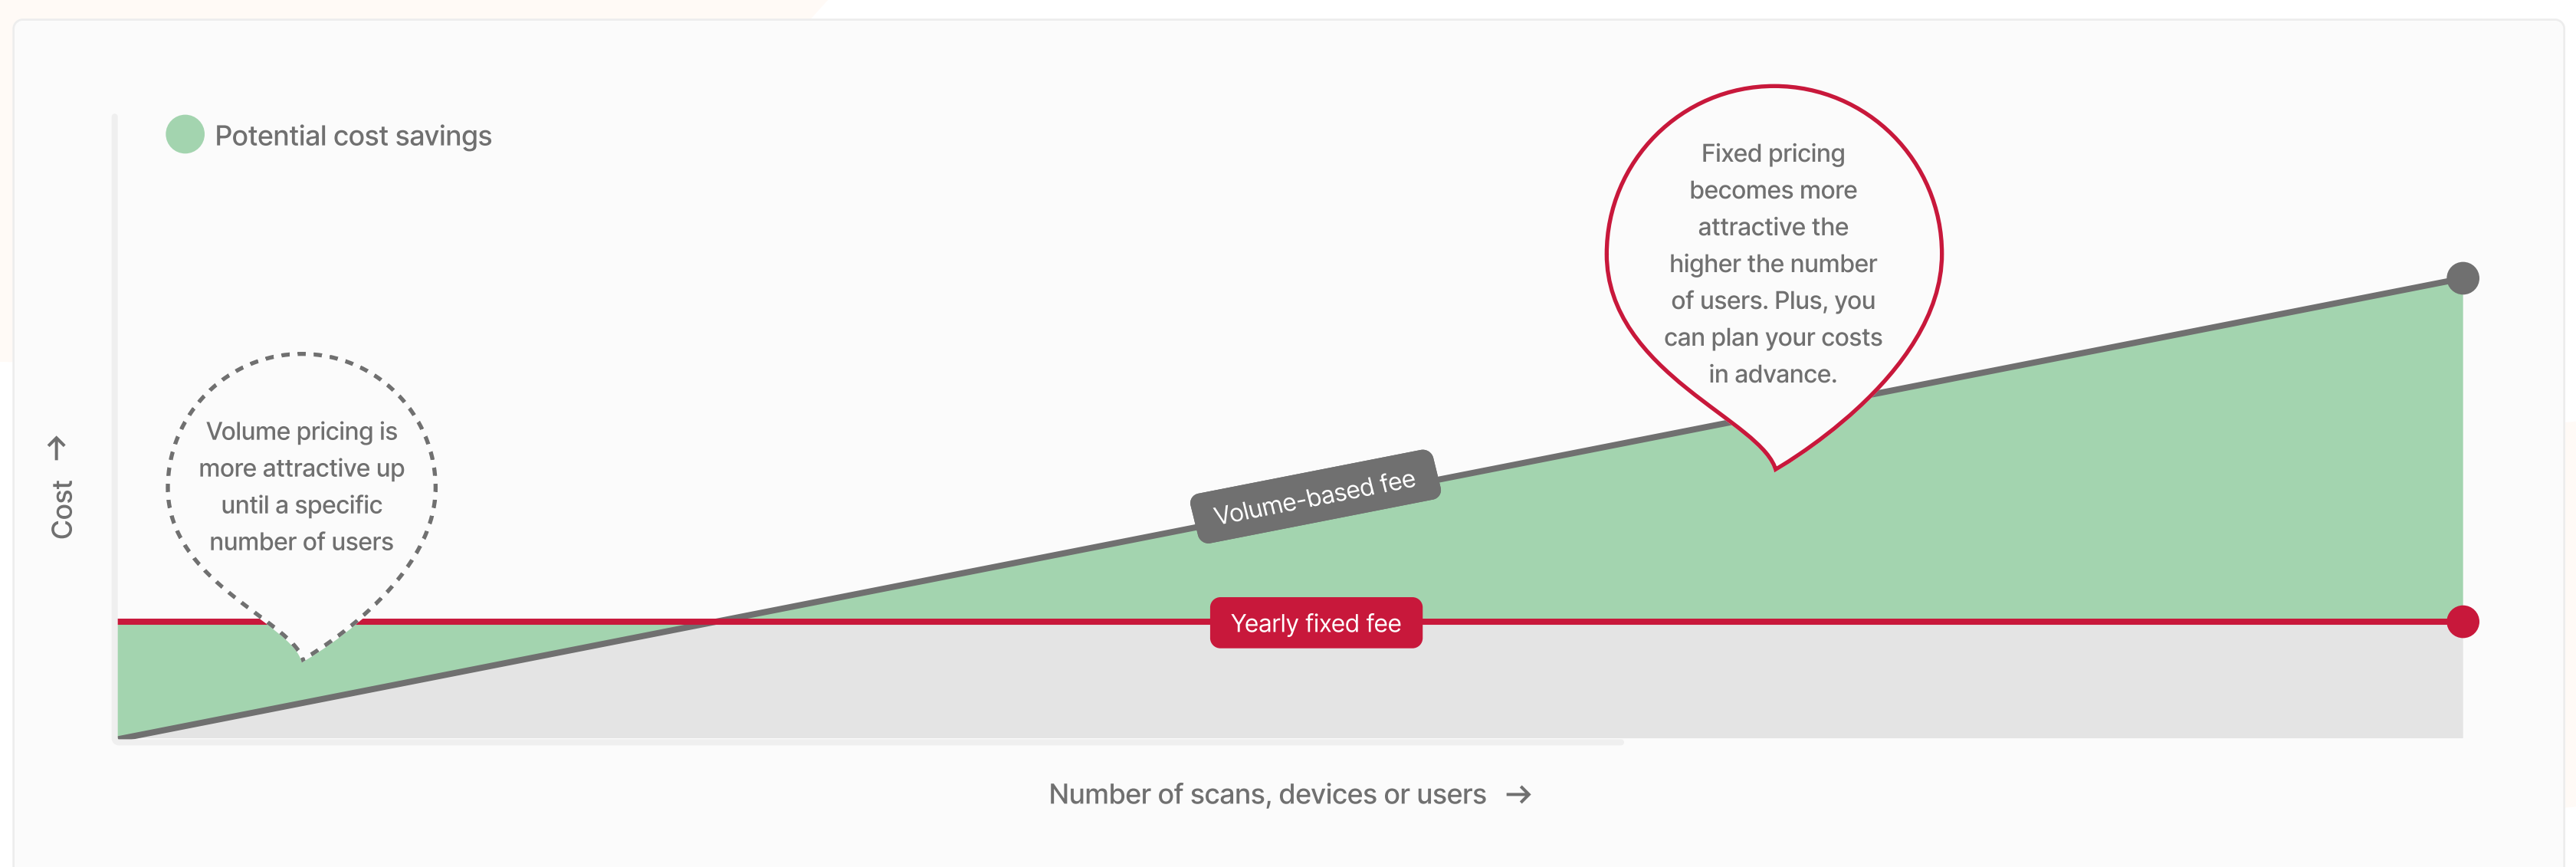 Potential cost savings
Fixed pricing
becomes more
attractive the
higher the number
of users. Plus, you
can plan your costs
in advance.
Volume pricing is
more attractive up
until a specific
number of users
Cost →
Volume-based fee
Yearly fixed fee
Number of scans, devices or users →